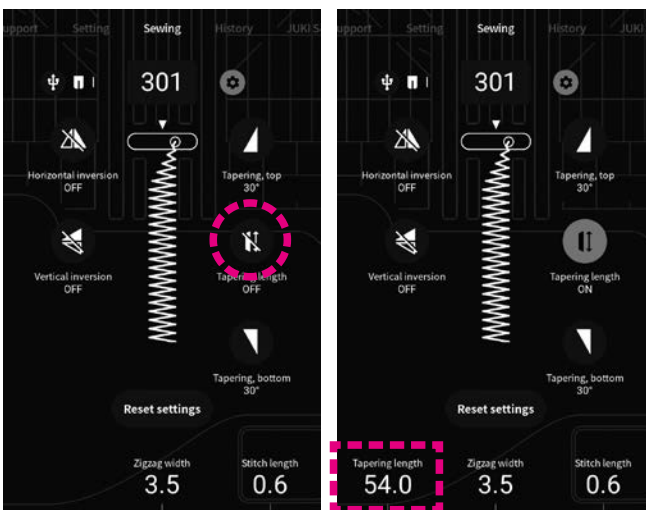 upport Setting Sewing History JUKI S
301
Horizontal inversion
OFF
Tapering, top
30°
Vertical inversion
OFF
Tapering length
OFF
Tapering, bottom
30°
Reset settings
Zigzag width
3.5
Stitch length
0.6
upport Setting Sewing History JUKI
301
Horizontal inversion
OFF
Tapering, top
30°
Vertical inversion
OFF
Tapering length
ON
Tapering, bottom
30°
Reset settings
Tapering length
54.0
Zigzag width
3.5
Stitch length
0.6